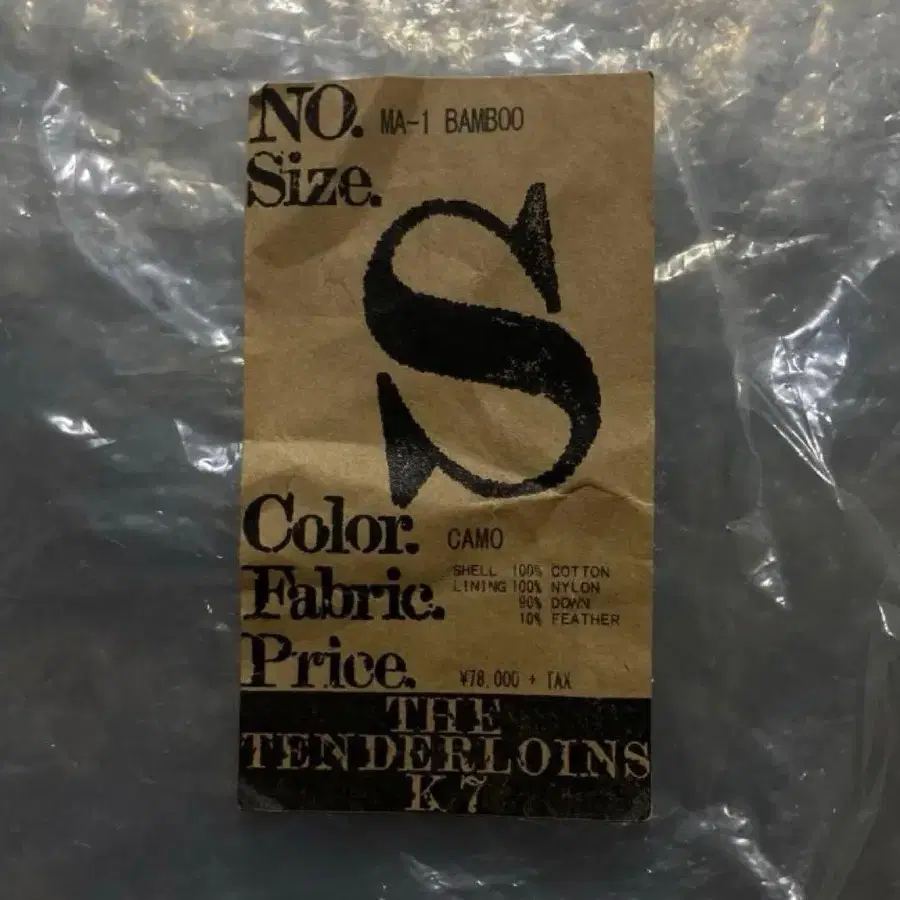 NO. MA-1 BAMBOO
Size.
S
Color. CAMO
Fabric. SHELL 100% COTTON
LINING 100% NYLON
90% DOWN
10% FEATHER
Price. ¥78,000 + TAX
THE
TENDERLOINS
K7